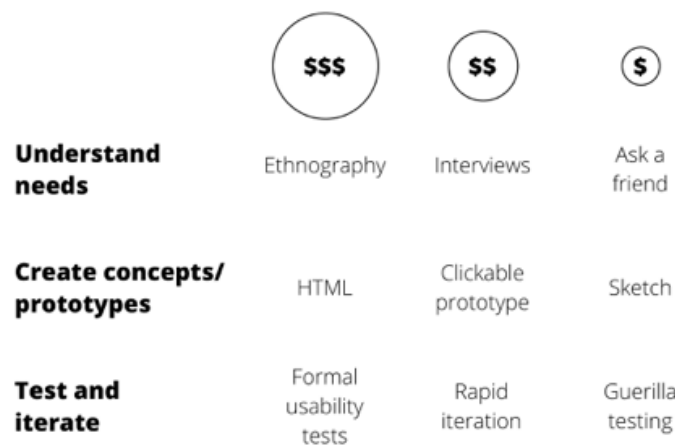 $$$ $$ $
Understand needs
Ethnography
Interviews
Ask a friend
Create concepts/ prototypes
HTML
Clickable prototype
Sketch
Test and iterate
Formal usability tests
Rapid iteration
Guerilla testing